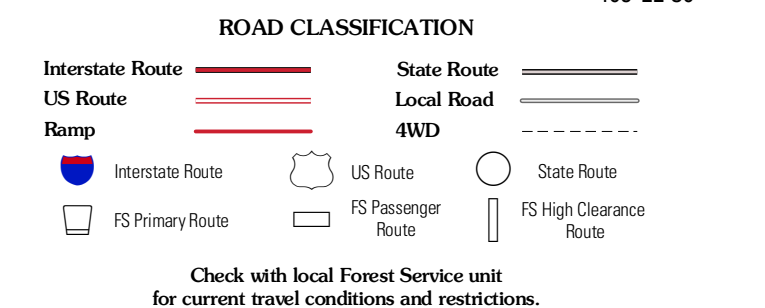 ROAD CLASSIFICATION
Interstate Route
State Route
US Route
Local Road
Ramp
4WD
Interstate Route
US Route
State Route
FS Primary Route
FS Passenger
Route
FS High Clearance
Route
Check with local Forest Service unit
for current travel conditions and restrictions.